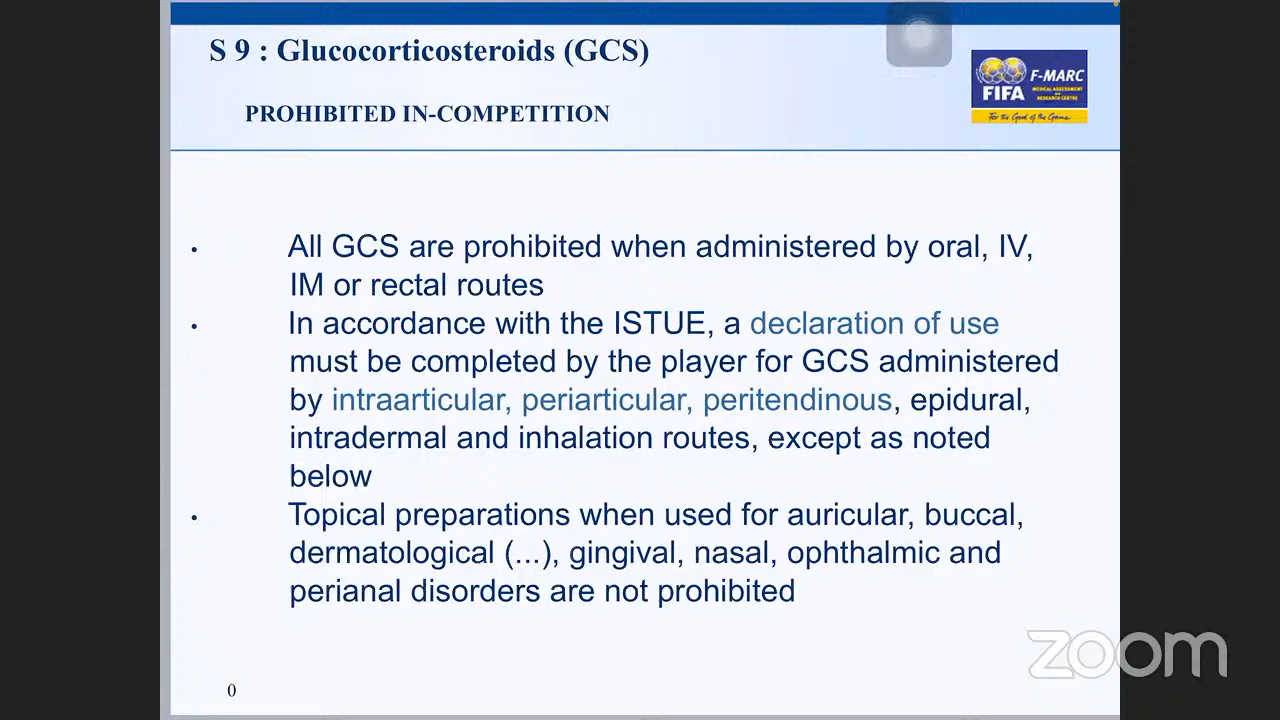 S 9 : Glucocorticosteroids (GCS)
PROHIBITED IN-COMPETITION
F-MARC
FIFA
MEDICAL ASSESSMENT
AND
RESEARCH CENTRE
For the Good of the Game
• All GCS are prohibited when administered by oral, IV,
IM or rectal routes
• In accordance with the ISTUE, a declaration of use
must be completed by the player for GCS administered
by intraarticular, periarticular, peritendinous, epidural,
intradermal and inhalation routes, except as noted
below
• Topical preparations when used for auricular, buccal,
dermatological (...), gingival, nasal, ophthalmic and
perianal disorders are not prohibited
zoom
0